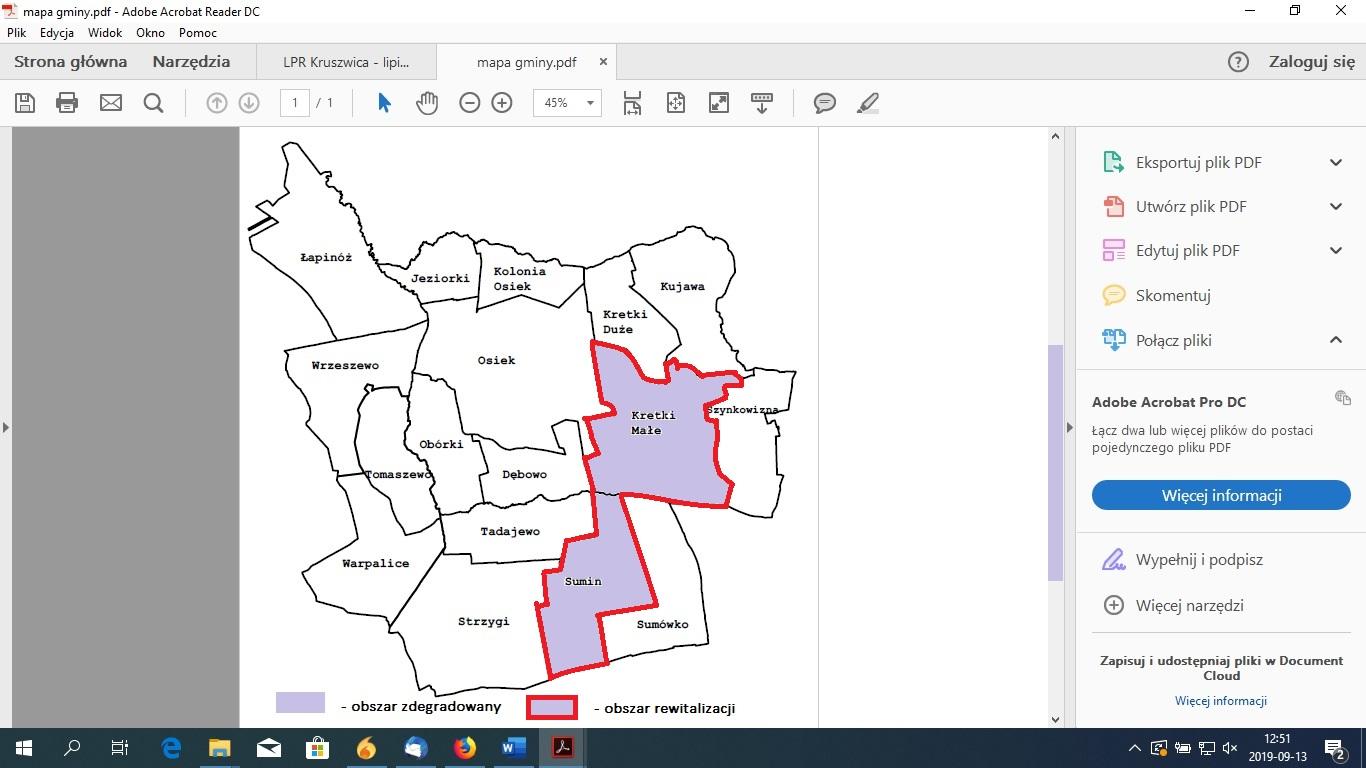 mapa gminy.pdf - Adobe Acrobat Reader DC
Plik Edycja Widok Okno Pomoc
Strona główna Narzędzia LPR Kruszwica - lipi... mapa gminy.pdf × ? Zaloguj się
1 / 1 45%
Łapinóż
Jeziorki
Kolonia
Osiek
Kujawa
Kretki
Duże
Wrzeszewo
Osiek
Kretki
Małe
Szynkowizna
Obórki
Tomaszewo
Dębowo
Tadajewo
Warpalice
Sumin
Strzygi
Sumówko
- obszar zdegradowany
- obszar rewitalizacji
Eksportuj plik PDF
Utwórz plik PDF
Edytuj plik PDF
Skomentuj
Połącz pliki
Adobe Acrobat Pro DC
Łącz dwa lub więcej plików do postaci
pojedynczego pliku PDF
Więcej informacji
Wypełnij i podpisz
Więcej narzędzi
Zapisuj i udostępniaj pliki w Document
Cloud
Więcej informacji
12:51
2019-09-13
2